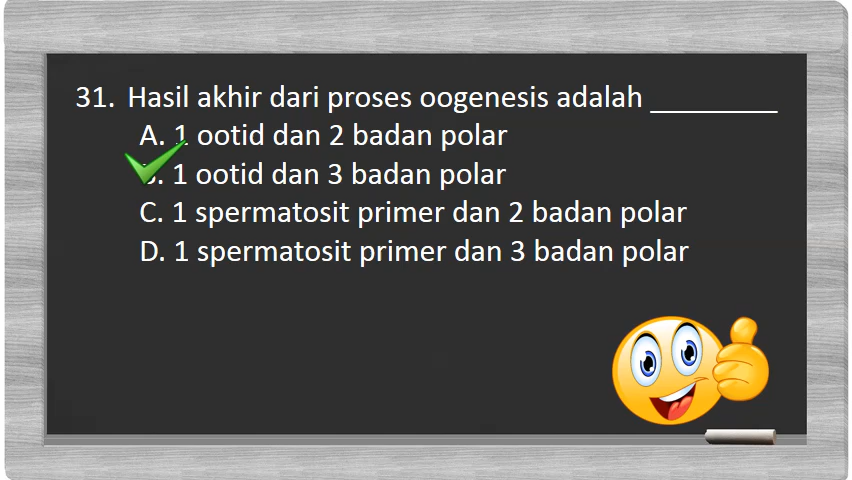 31. Hasil akhir dari proses oogenesis adalah _________
A. 1 ootid dan 2 badan polar
B. 1 ootid dan 3 badan polar
C. 1 spermatosit primer dan 2 badan polar
D. 1 spermatosit primer dan 3 badan polar